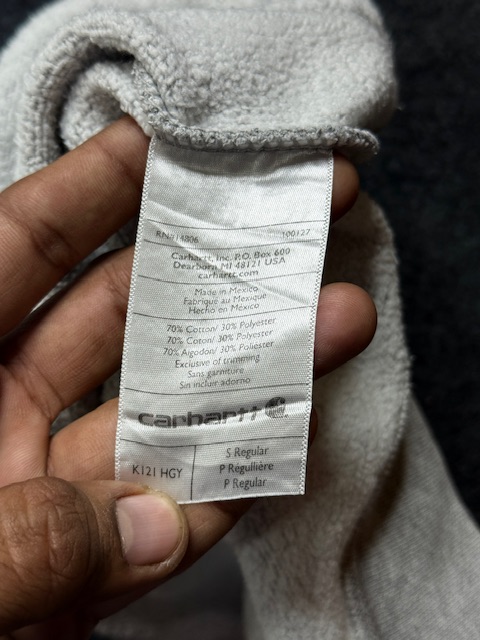 RN#14806 100127
Carhartt, Inc. P.O. Box 600
Dearborn MI 48121 USA
carhartt.com
Made in Mexico
Fabriqué au Mexique
Hecho en México
70% Cotton/ 30% Polyester
70% Coton/ 30% Polyester
70% Algodon/ 30% Poliester
Exclusive of trimming
Sans garniture
Sin incluir adorno
carhartt
K121 HGY
S Regular
P Régullière
P Regular